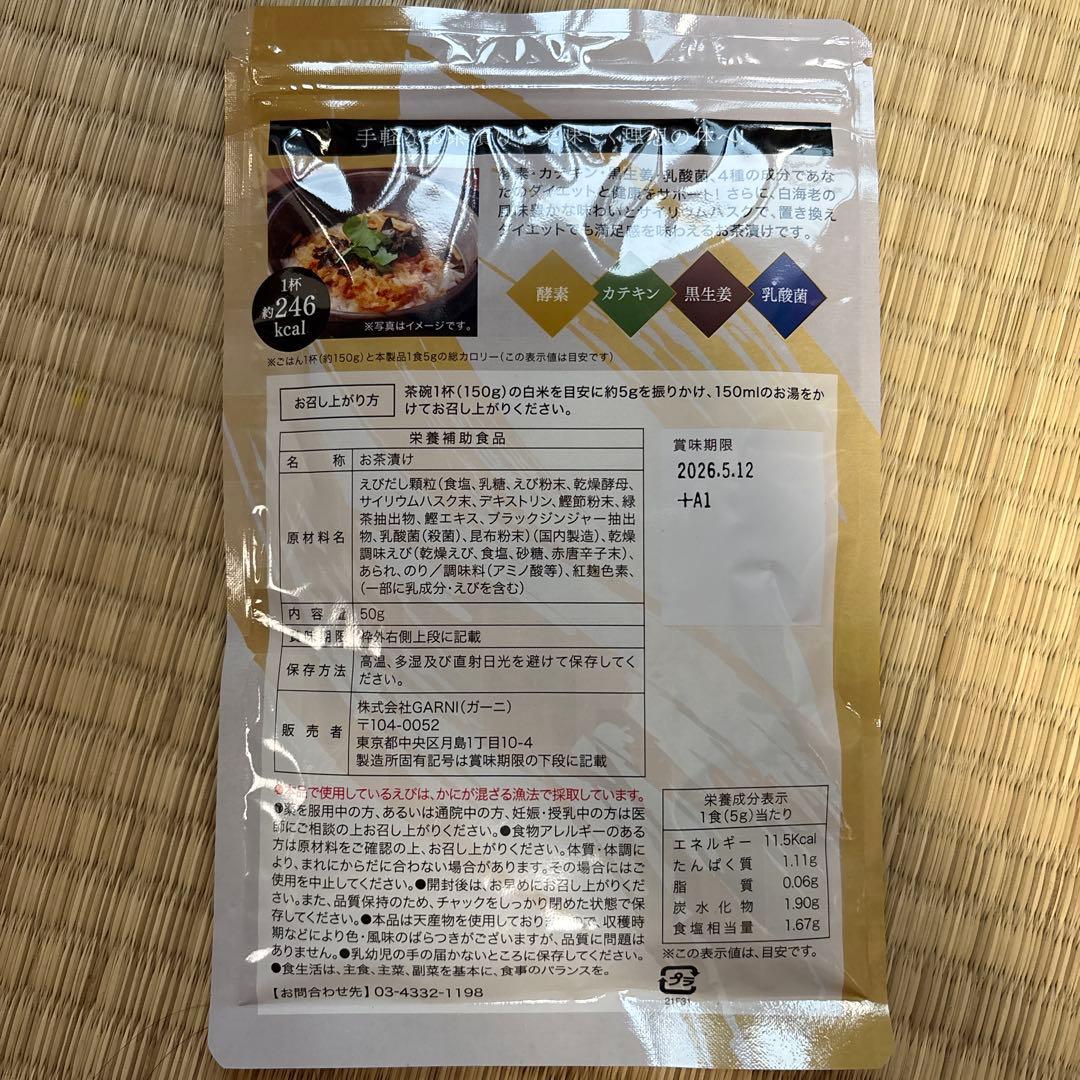 カテキン・黒生姜・乳酸菌、4種の成分であな
たのダイエットと健康をサポート! さらに、白海老の
風味豊かな味わいとサイリウムハスクで、置き換え
ダイエットでも満足感を味わえるお茶漬けです。
酵素 カテキン 黒生姜 乳酸菌
1杯
約246
kcal
※写真はイメージです。
※ごはん1杯(約150g)と本製品1食5gの総カロリー(この表示値は目安です)
お召し上がり方
茶碗1杯(150g)の白米を目安に約5gを振りかけ、150mlのお湯をか
けてお召し上がりください。
栄養補助食品
名称 お茶漬け
原材料名
えびだし顆粒(食塩、乳糖、えび粉末、乾燥酵母、
サイリウムハスク末、デキストリン、鰹節粉末、緑
茶抽出物、鰹エキス、ブラックジンジャー抽出
物、乳酸菌(殺菌)、昆布粉末)(国内製造)、乾燥
調味えび(乾燥えび、食塩、砂糖、赤唐辛子末)、
あられ、のり/調味料(アミノ酸等)、紅麹色素、
(一部に乳成分・えびを含む)
内容量 50g
賞味期限 枠外右側上段に記載
保存方法
高温、多湿及び直射日光を避けて保存してく
ださい。
販売者
株式会社GARNI(ガーニ)
〒104-0052
東京都中央区月島1丁目10-4
製造所固有記号は賞味期限の下段に記載
賞味期限
2026.5.12
+A1
で使用しているえびは、かにが混ざる漁法で採取しています。
●薬を服用中の方、あるいは通院中の方、妊娠・授乳中の方は医
師にご相談の上お召し上がりください。●食物アレルギーのある
方は原材料をご確認の上、お召し上がりください。体質・体調に
より、まれにからだに合わない場合があります。その場合にはご
使用を中止してください。●開封後は、お早めにお召し上がりくだ
さい。また、品質保持のため、チャックをしっかり閉めた状態で保
存してください。●本品は天産物を使用しておりますので、収穫時
期などにより色・風味のばらつきがございますが、品質に問題は
ありません。●乳幼児の手の届かないところに保存してください。
●食生活は、主食、主菜、副菜を基本に、食事のバランスを。
【お問合わせ先】03-4332-1198
栄養成分表示
1食(5g)当たり
エネルギー 11.5Kcal
たんぱく質 1.11g
脂質 0.06g
炭水化物 1.90g
食塩相当量 1.67g
※この表示値は、目安です。
プラ
21531